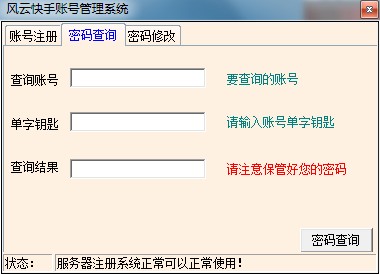 风云快手账号管理系统
账号注册 密码查询 密码修改
查询账号 要查询的账号
单字钥匙 请输入账号单字钥匙
查询结果 请注意保管好您的密码
密码查询
状态: 服务器注册系统正常可以正常使用!